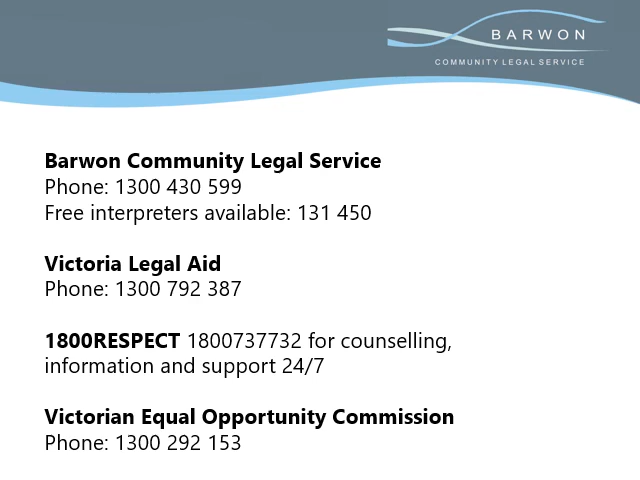 BARWON
COMMUNITY LEGAL SERVICE
Barwon Community Legal Service
Phone: 1300 430 599
Free interpreters available: 131 450
Victoria Legal Aid
Phone: 1300 792 387
1800RESPECT 1800737732 for counselling,
information and support 24/7
Victorian Equal Opportunity Commission
Phone: 1300 292 153